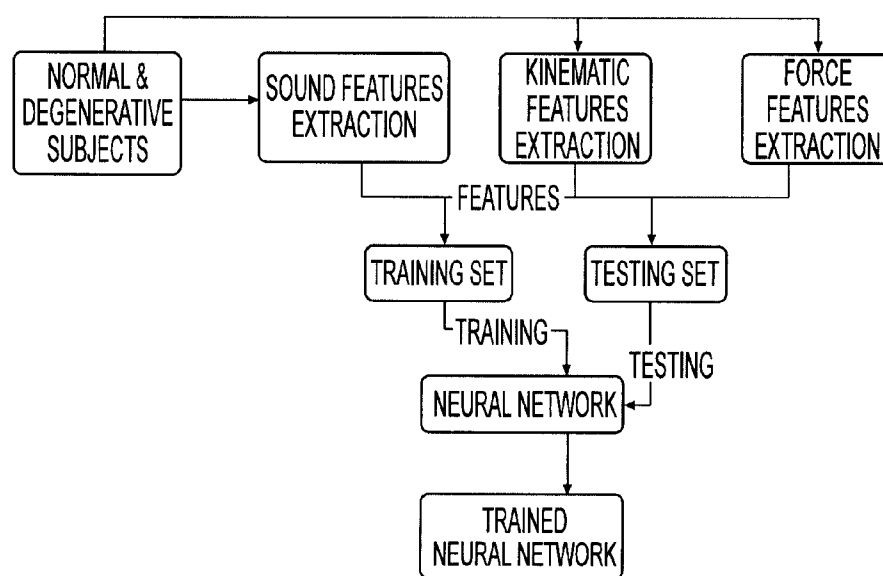 NORMAL &
DEGENERATIVE
SUBJECTS
SOUND FEATURES
EXTRACTION
KINEMATIC
FEATURES
EXTRACTION
FORCE
FEATURES
EXTRACTION
FEATURES
TRAINING SET
TESTING SET
TRAINING
TESTING
NEURAL NETWORK
TRAINED
NEURAL NETWORK